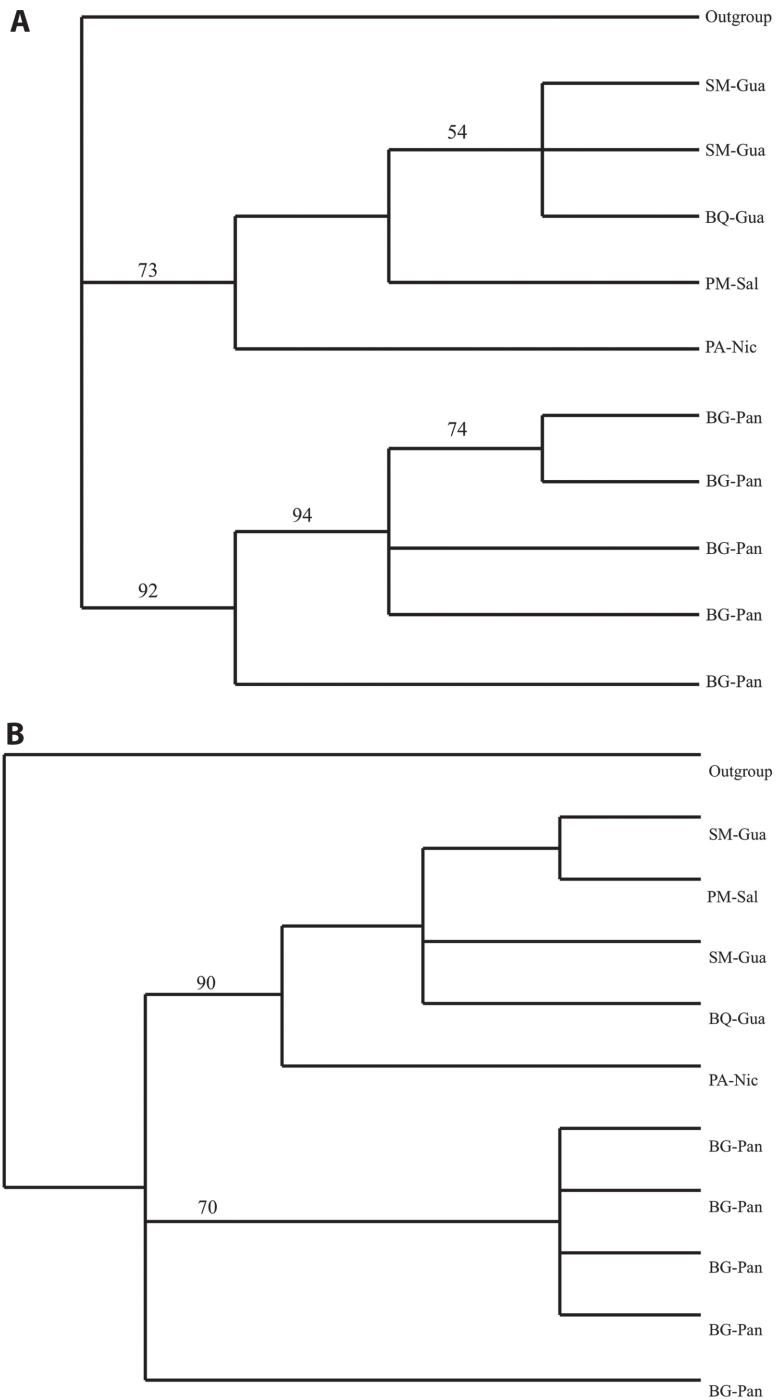 A
Outgroup
SM-Gua
54
SM-Gua
BQ-Gua
73
PM-Sal
PA-Nic
BG-Pan
74
BG-Pan
94
BG-Pan
92
BG-Pan
BG-Pan
B
Outgroup
SM-Gua
PM-Sal
SM-Gua
90
BQ-Gua
PA-Nic
BG-Pan
70
BG-Pan
BG-Pan
BG-Pan
BG-Pan